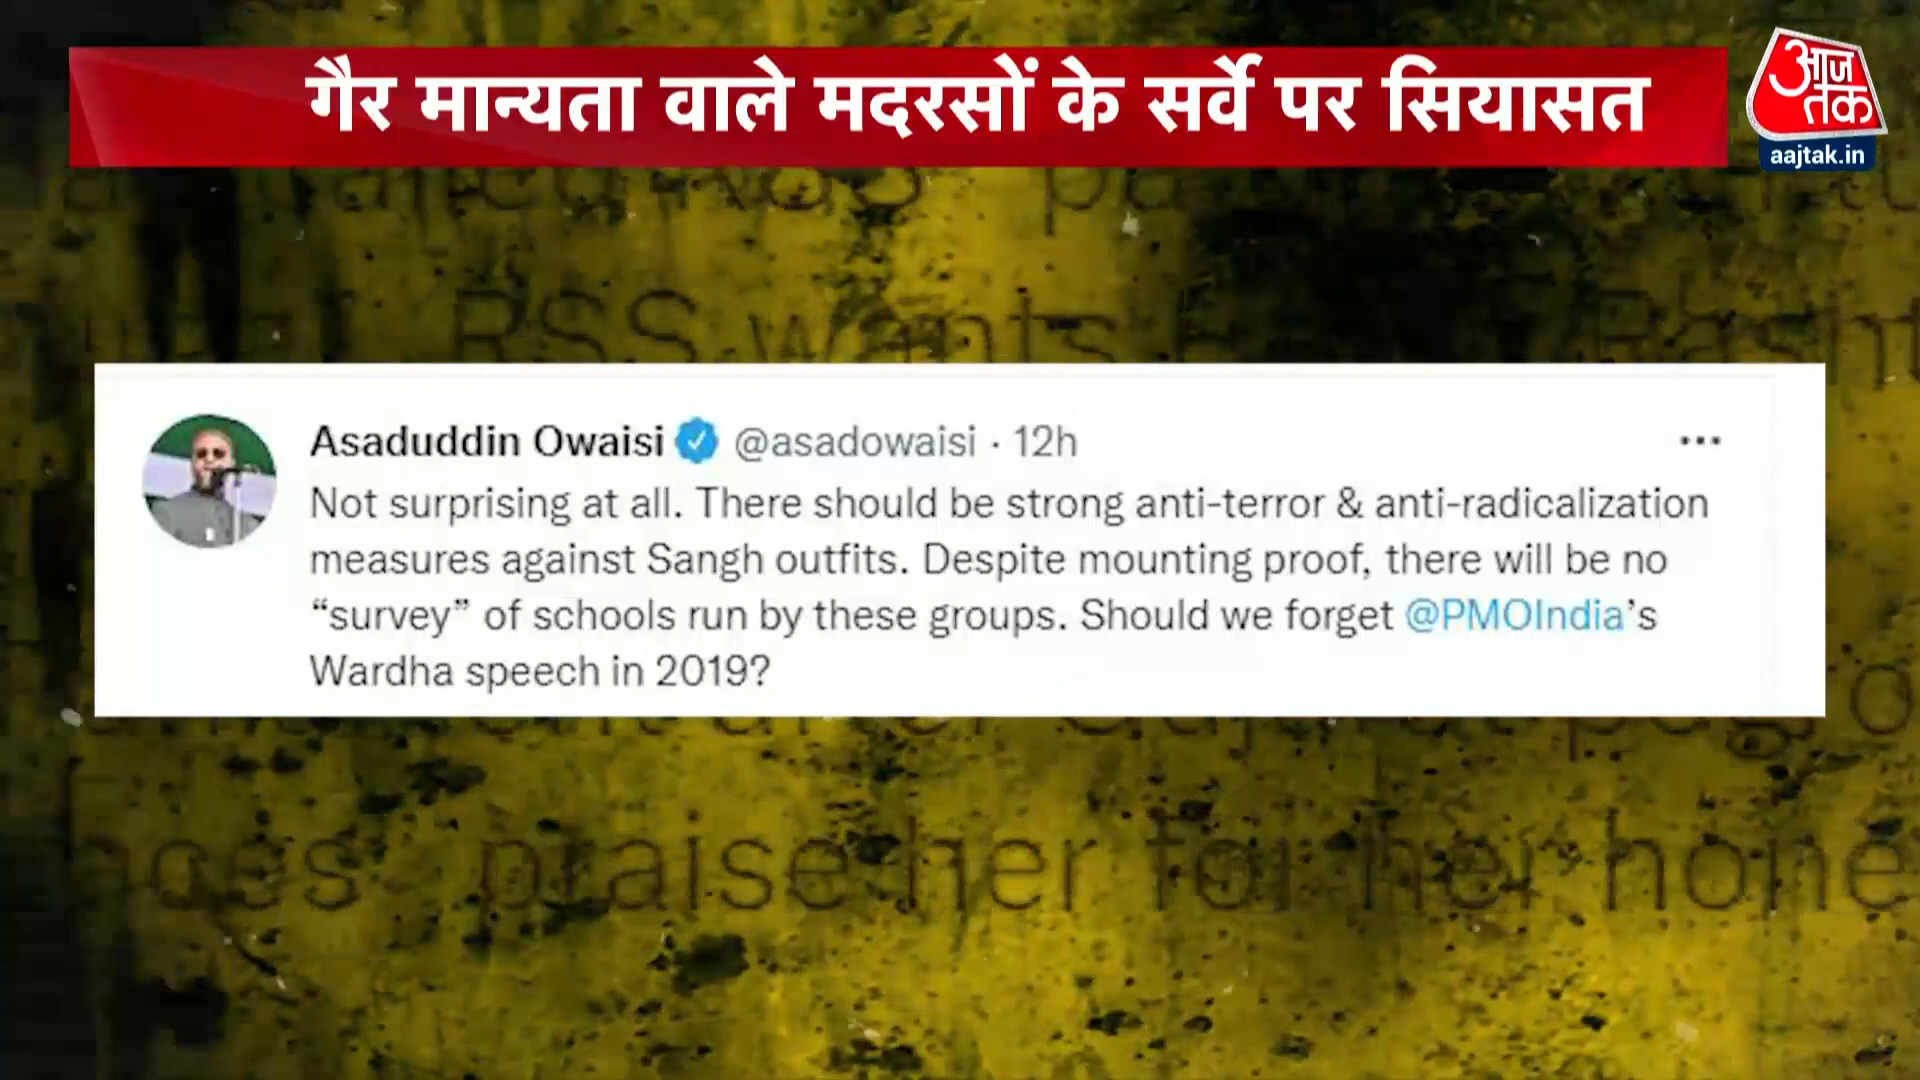 गैर मान्यता वाले मदरसों के सर्वे पर सियासत
आज
तक
aajtak.in
RSS wants
Asaduddin Owaisi @asadowaisi · 12h
Not surprising at all. There should be strong anti-terror & anti-radicalization
measures against Sangh outfits. Despite mounting proof, there will be no
“survey” of schools run by these groups. Should we forget @PMOIndia’s
Wardha speech in 2019?
praise her for her